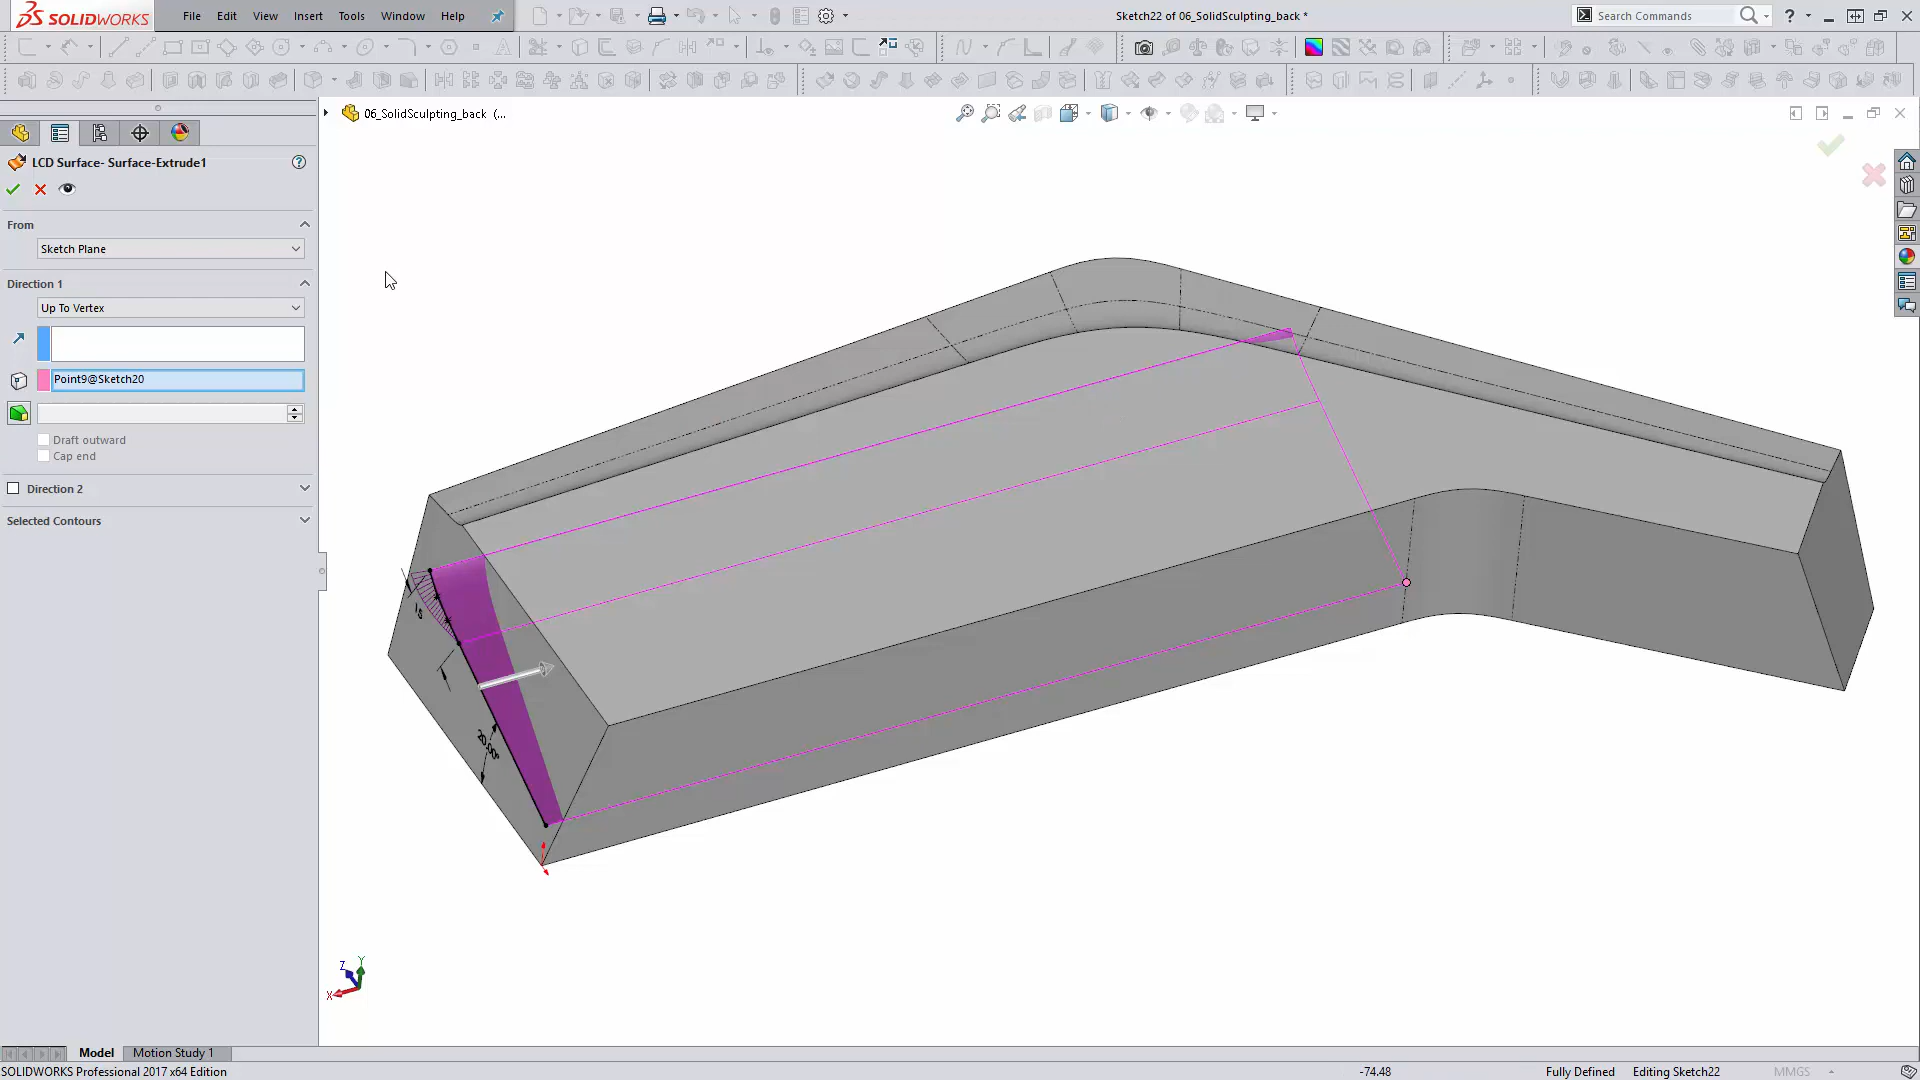 SOLIDWORKS
File Edit View Insert Tools Window Help
Sketch22 of 06_SolidSculpting_back *
Search Commands
06_SolidSculpting_back (...
LCD Surface- Surface-Extrude1
From
Sketch Plane
Direction 1
Up To Vertex
Point9@Sketch20
Draft outward
Cap end
Direction 2
Selected Contours
20.00°
Z Y
X
Model Motion Study 1
SOLIDWORKS Professional 2017 x64 Edition
-74.48 Fully Defined Editing Sketch22 MMGS